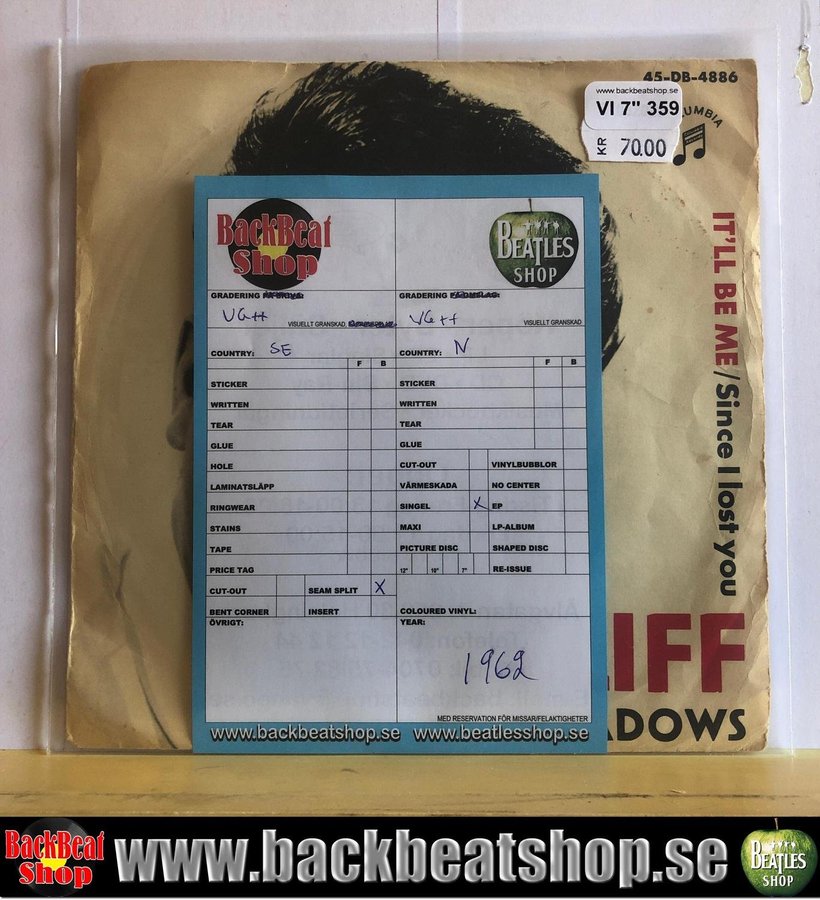 45-DB-4886
www.backbeatshop.se
VI 7" 359
KR 70.00
UMBIA
IT'LL BE ME/Since I lost you
IFF
ADOWS
BackBeat
Shop
BEATLES
SHOP
GRADERING
VG++
VISUELLT GRANSKAD,
GRADERING
VG++
VISUELLT GRANSKAD
COUNTRY: SE
COUNTRY: N
F B
F B
STICKER
STICKER
WRITTEN
WRITTEN
TEAR
TEAR
GLUE
GLUE
HOLE
CUT-OUT VINYLBUBBLOR
LAMINATSLÄPP
VÄRMESKADA NO CENTER
RINGWEAR
SINGEL X EP
STAINS
MAXI LP-ALBUM
TAPE
PICTURE DISC SHAPED DISC
PRICE TAG
12" 10" 7" RE-ISSUE
CUT-OUT SEAM SPLIT X
BENT CORNER INSERT
COLOURED VINYL:
ÖVRIGT:
YEAR:
1962
MED RESERVATION FÖR MISSAR/FELAKTIGHETER
www.backbeatshop.se www.beatlesshop.se
BackBeat
Shop
www.backbeatshop.se
BEATLES
SHOP